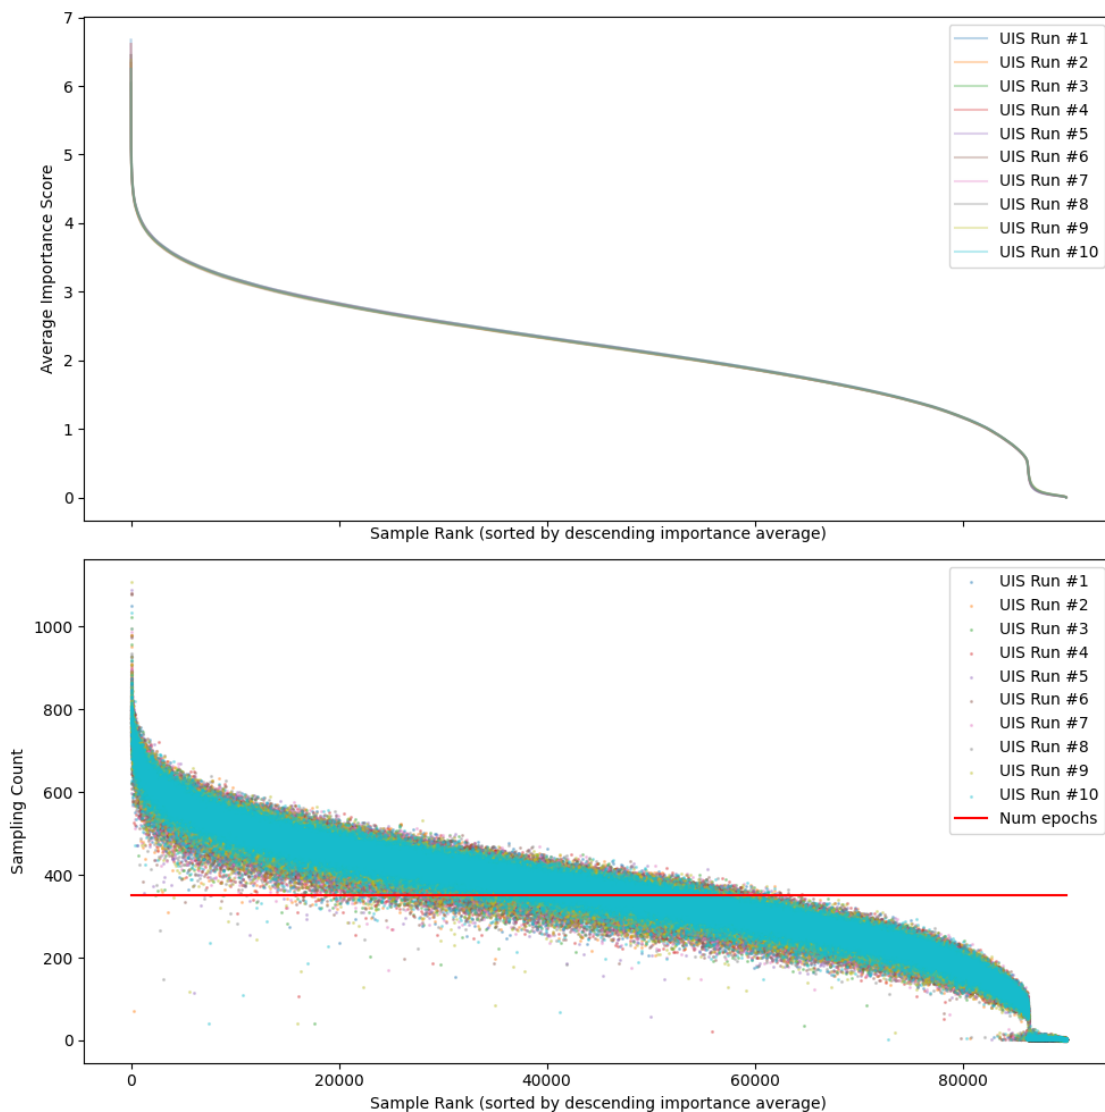 7
6
5
4
3
2
1
0
Average Importance Score
UIS Run #1
UIS Run #2
UIS Run #3
UIS Run #4
UIS Run #5
UIS Run #6
UIS Run #7
UIS Run #8
UIS Run #9
UIS Run #10
Sample Rank (sorted by descending importance average)
1000
800
600
400
200
0
Sampling Count
UIS Run #1
UIS Run #2
UIS Run #3
UIS Run #4
UIS Run #5
UIS Run #6
UIS Run #7
UIS Run #8
UIS Run #9
UIS Run #10
Num epochs
0 20000 40000 60000 80000
Sample Rank (sorted by descending importance average)